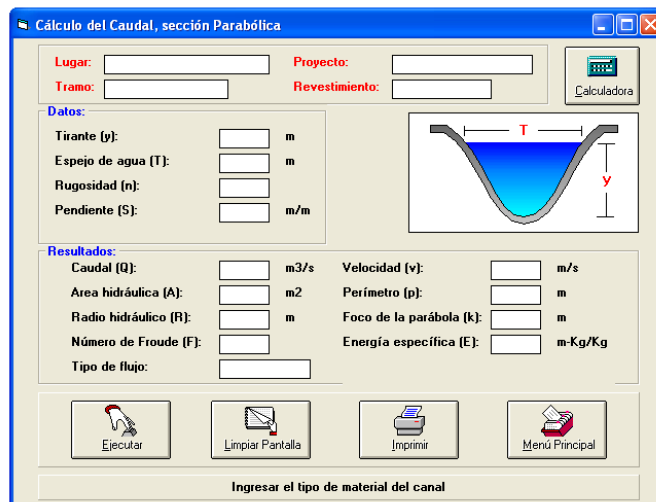 Cálculo del Caudal, sección Parabólica
Lugar: Proyecto:
Tramo: Revestimiento:
Calculadora
Datos:
Tirante (y): m
Espejo de agua (T): m
Rugosidad (n):
Pendiente (S): m/m
T
y
Resultados:
Caudal (Q): m3/s Velocidad (v): m/s
Area hidráulica (A): m2 Perímetro (p): m
Radio hidráulico (R): m Foco de la parábola (k): m
Número de Froude (F): Energía específica (E): m-Kg/Kg
Tipo de flujo:
Ejecutar Limpiar Pantalla Imprimir Menú Principal
Ingresar el tipo de material del canal